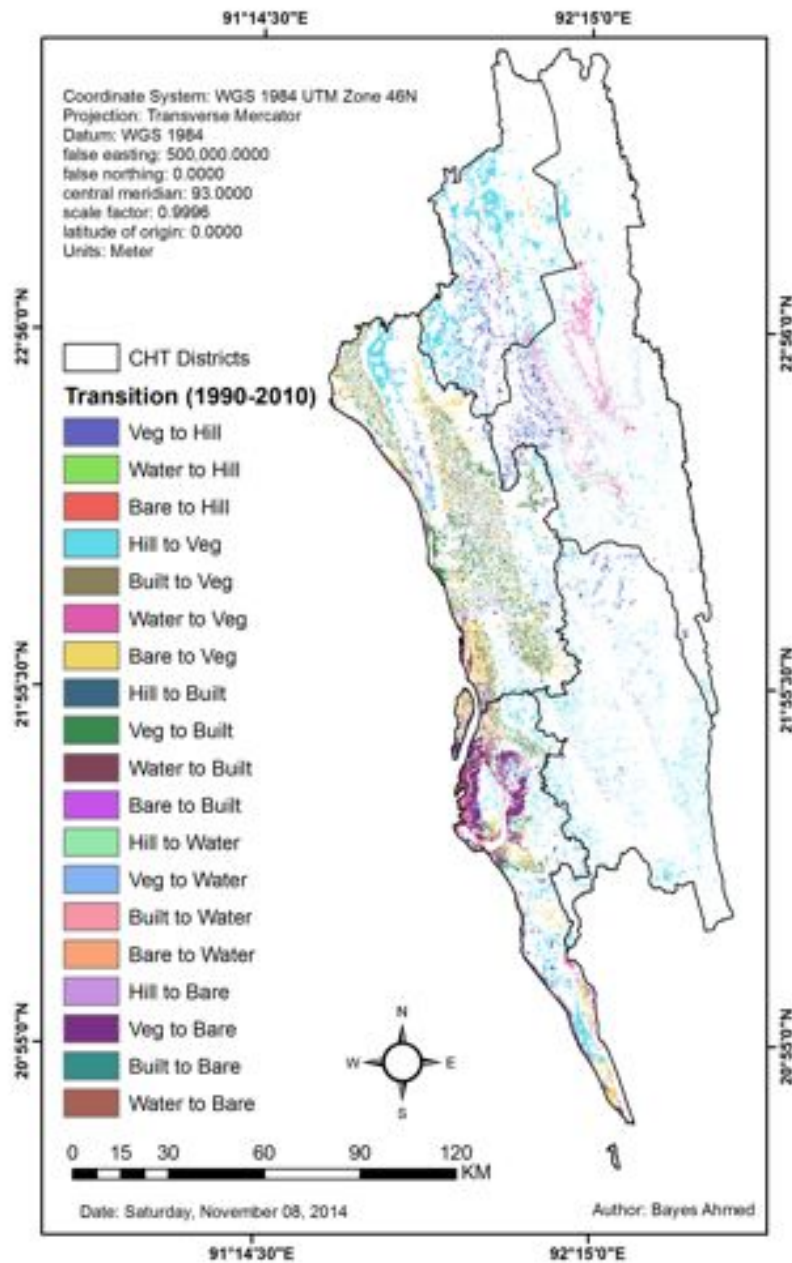 91°14'30"E
92°15'0"E
Coordinate System: WGS 1984 UTM Zone 46N
Projection: Transverse Mercator
Datum: WGS 1984
false easting: 500,000.0000
false northing: 0.0000
central meridian: 93.0000
scale factor: 0.9996
latitude of origin: 0.0000
Units: Meter
22°56'0"N
22°56'0"N
CHT Districts
Transition (1990-2010)
Veg to Hill
Water to Hill
Bare to Hill
Hill to Veg
Built to Veg
Water to Veg
Bare to Veg
Hill to Built
Veg to Built
Water to Built
Bare to Built
Hill to Water
Veg to Water
Built to Water
Bare to Water
Hill to Bare
Veg to Bare
Built to Bare
Water to Bare
21°55'30"N
21°55'30"N
20°55'0"N
20°55'0"N
N
W
E
S
0 15 30 60 90 120
KM
Date: Saturday, November 08, 2014
Author: Bayes Ahmed
91°14'30"E
92°15'0"E